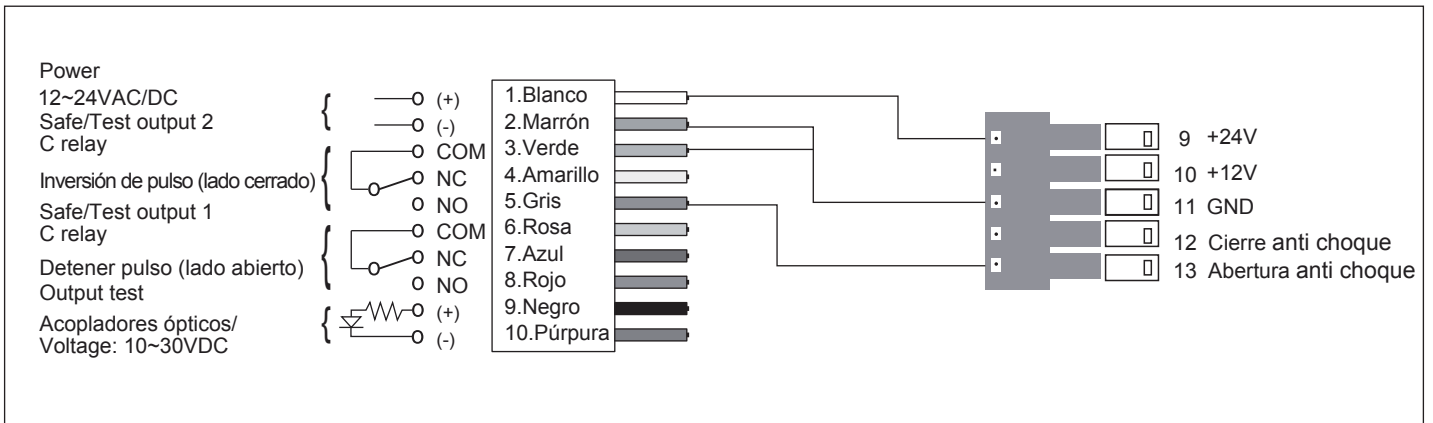 Power
12~24VAC/DC
Safe/Test output 2
C relay
Inversión de pulso (lado cerrado)
Safe/Test output 1
C relay
Detener pulso (lado abierto)
Output test
Acopladores ópticos/
Voltage: 10~30VDC
(+)
(-)
COM
NC
NO
COM
NC
NO
(+)
(-)
1.Blanco
2.Marrón
3.Verde
4.Amarillo
5.Gris
6.Rosa
7.Azul
8.Rojo
9.Negro
10.Púrpura
9 +24V
10 +12V
11 GND
12 Cierre anti choque
13 Abertura anti choque